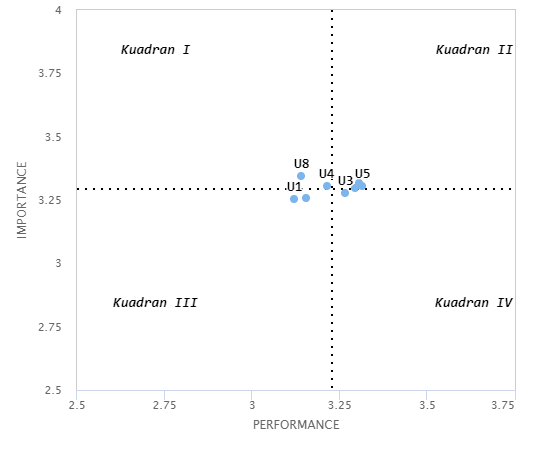 4
Kuadran I
Kuadran II
3.75
3.5
U8
U4
U5
U3
U1
3.25
IMPORTANCE
3
Kuadran III
Kuadran IV
2.75
2.5
2.5
2.75
3
3.25
3.5
3.75
PERFORMANCE